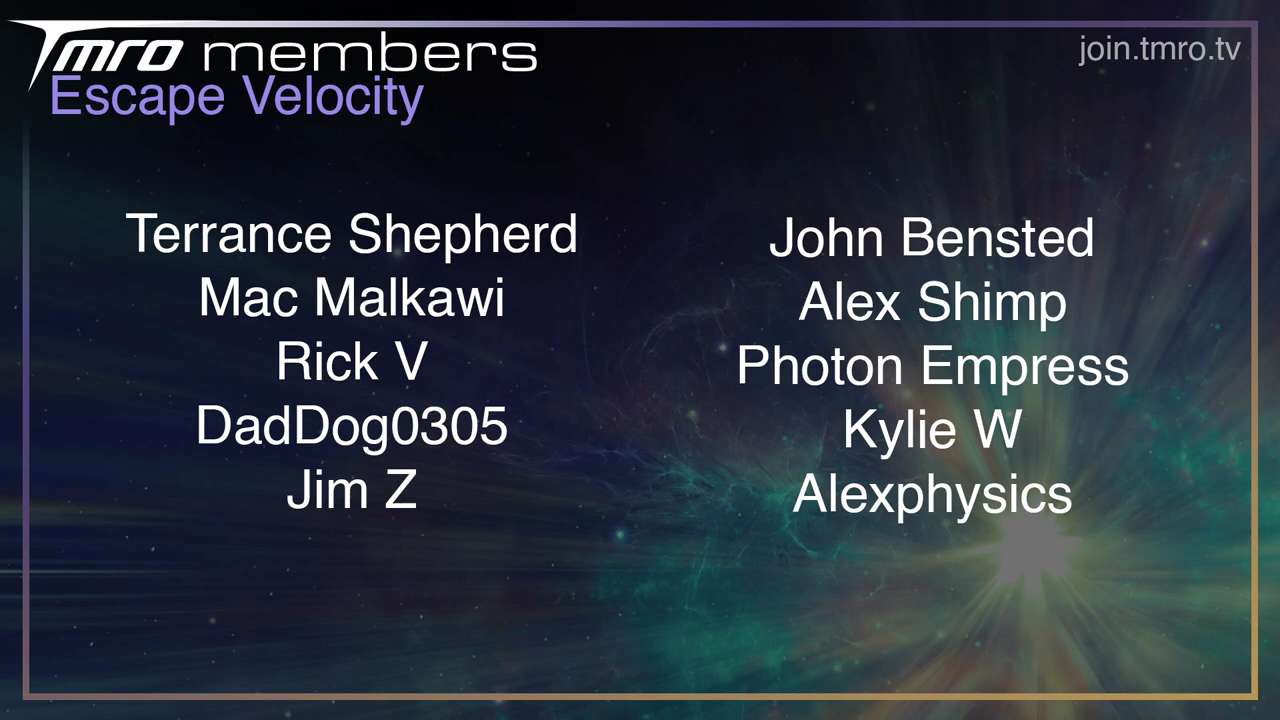 Tmro members
join.tmro.tv
Escape Velocity
Terrance Shepherd
Mac Malkawi
Rick V
DadDog0305
Jim Z
John Bensted
Alex Shimp
Photon Empress
Kylie W
Alexphysics